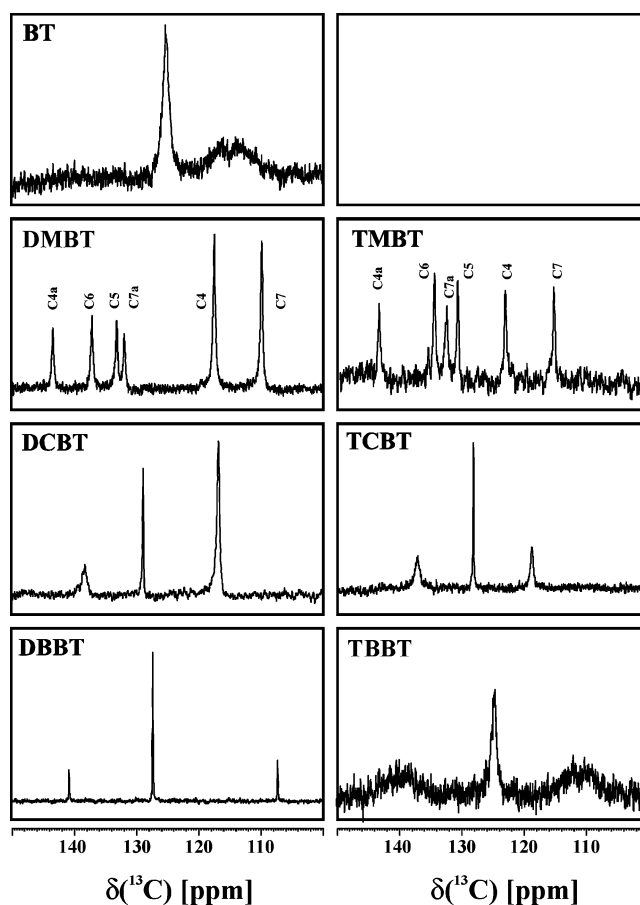 BT
DMBT
C4a
C6
C5
C7a
C4
C7
TMBT
C4a
C6
C7a
C5
C4
C7
DCBT
TCBT
DBBT
TBBT
140 130 120 110
140 130 120 110
δ(¹³C) [ppm]
δ(¹³C) [ppm]